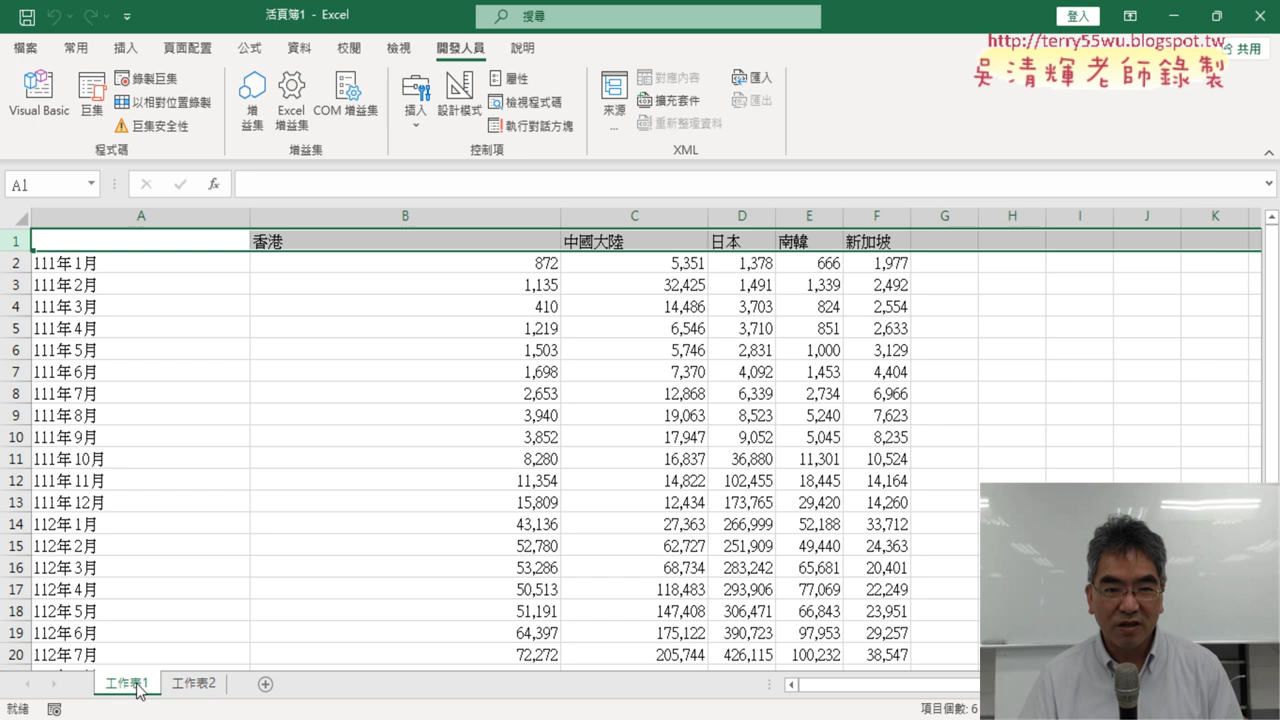 活頁簿1 - Excel
搜尋
登入
http://terry55wu.blogspot.tw
吳清輝老師錄製
共用
檔案 常用 插入 頁面配置 公式 資料 校閱 檢視 開發人員 說明
Visual Basic
巨集
錄製巨集
以相對位置錄製
巨集安全性
程式碼
增益集
Excel 增益集
COM 增益集
增益集
插入
設計模式
屬性
檢視程式碼
執行對話方塊
控制項
來源
...
對應內容
擴充套件
重新整理資料
匯入
匯出
XML
A1
fx
A B C D E F G H I J K
1 香港 中國大陸 日本 南韓 新加坡
2 111年1月 872 5,351 1,378 666 1,977
3 111年2月 1,135 32,425 1,491 1,339 2,492
4 111年3月 410 14,486 3,703 824 2,554
5 111年4月 1,219 6,546 3,710 851 2,633
6 111年5月 1,503 5,746 2,831 1,000 3,129
7 111年6月 1,698 7,370 4,092 1,453 4,404
8 111年7月 2,653 12,868 6,339 2,734 6,966
9 111年8月 3,940 19,063 8,523 5,240 7,623
10 111年9月 3,852 17,947 9,052 5,045 8,235
11 111年10月 8,280 16,837 36,880 11,301 10,524
12 111年11月 11,354 14,822 102,455 18,445 14,164
13 111年12月 15,809 12,434 173,765 29,420 14,260
14 112年1月 43,136 27,363 266,999 52,188 33,712
15 112年2月 52,780 62,727 251,909 49,440 24,363
16 112年3月 53,286 68,734 283,242 65,681 20,401
17 112年4月 50,513 118,483 293,906 77,069 22,249
18 112年5月 51,191 147,408 306,471 66,843 23,951
19 112年6月 64,397 175,122 390,723 97,953 29,257
20 112年7月 72,272 205,744 426,115 100,232 38,547
工作表1 工作表2
就緒
項目個數: 6